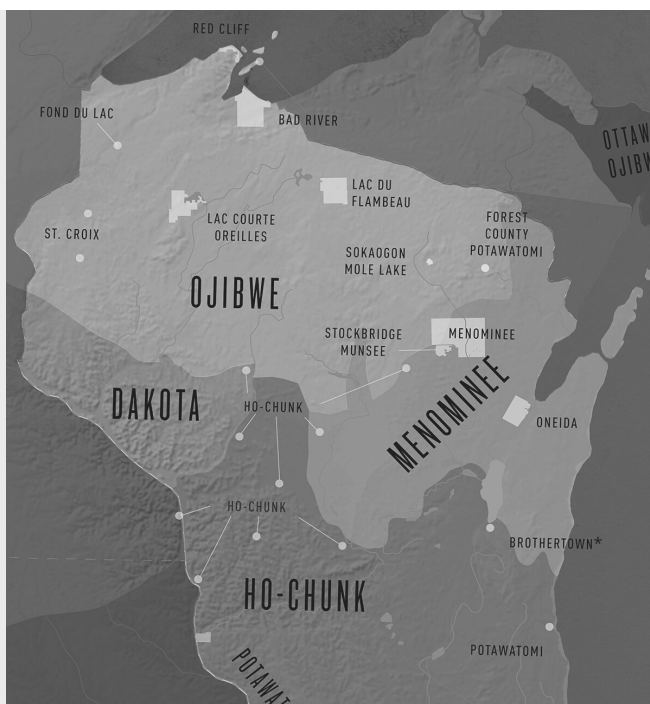 RED CLIFF
FOND DU LAC
BAD RIVER
OTTAW
OJIBW
LAC DU
FLAMBEAU
LAC COURTE
OREILLES
ST. CROIX
FOREST
COUNTY
POTAWATOMI
SOKAOGON
MOLE LAKE
OJIBWE
STOCKBRIDGE
MUNSEE
MENOMINEE
DAKOTA
HO-CHUNK
MENOMINEE
ONEIDA
HO-CHUNK
BROTHERTOWN*
HO-CHUNK
POTAWATOMI
POTAWAT